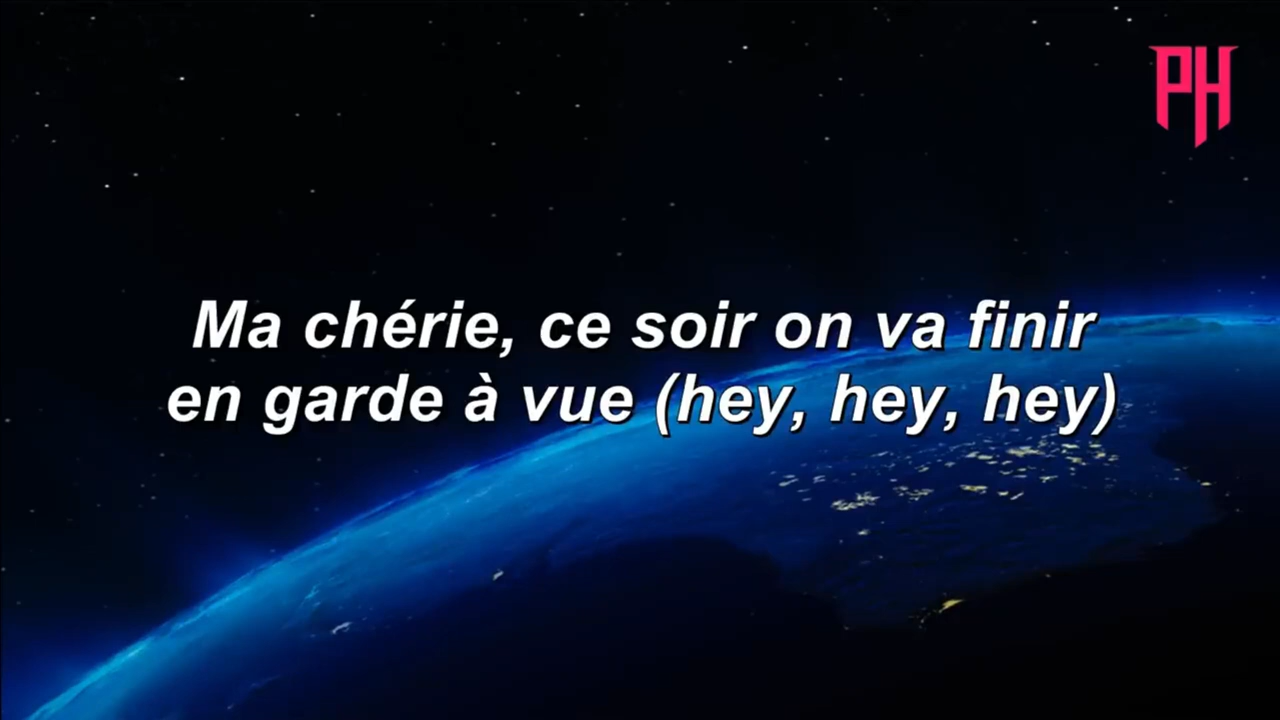 PH
Ma chérie, ce soir on va finir
en garde à vue (hey, hey, hey)